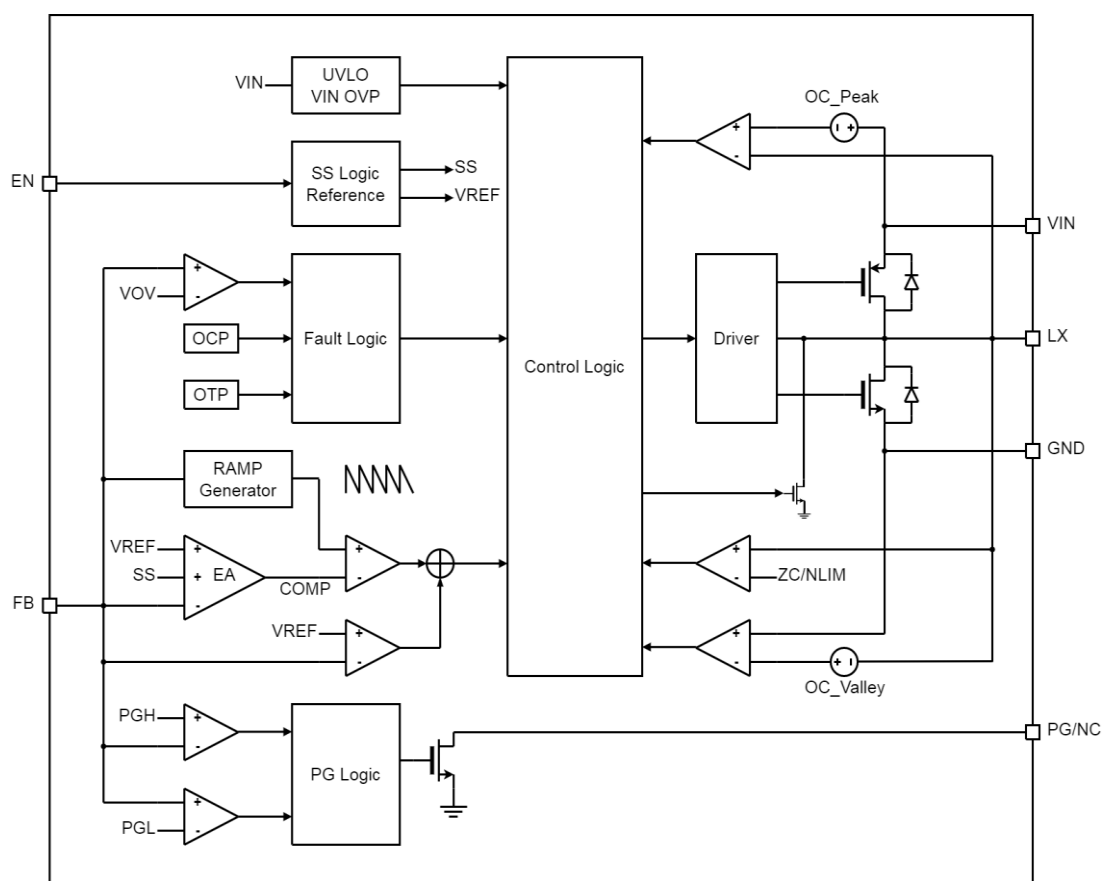 VIN
UVLO
VIN OVP
OC_Peak
+
-
EN
SS Logic
Reference
SS
VREF
VIN
VOV
+
-
OCP
OTP
Fault Logic
Control Logic
Driver
LX
RAMP
Generator
GND
VREF
SS
+
+
-
EA
COMP
+
-
+
-
ZC/NLIM
FB
VREF
+
-
+
-
OC_Valley
PGH
+
-
PG Logic
PG/NC
PGL
+
-